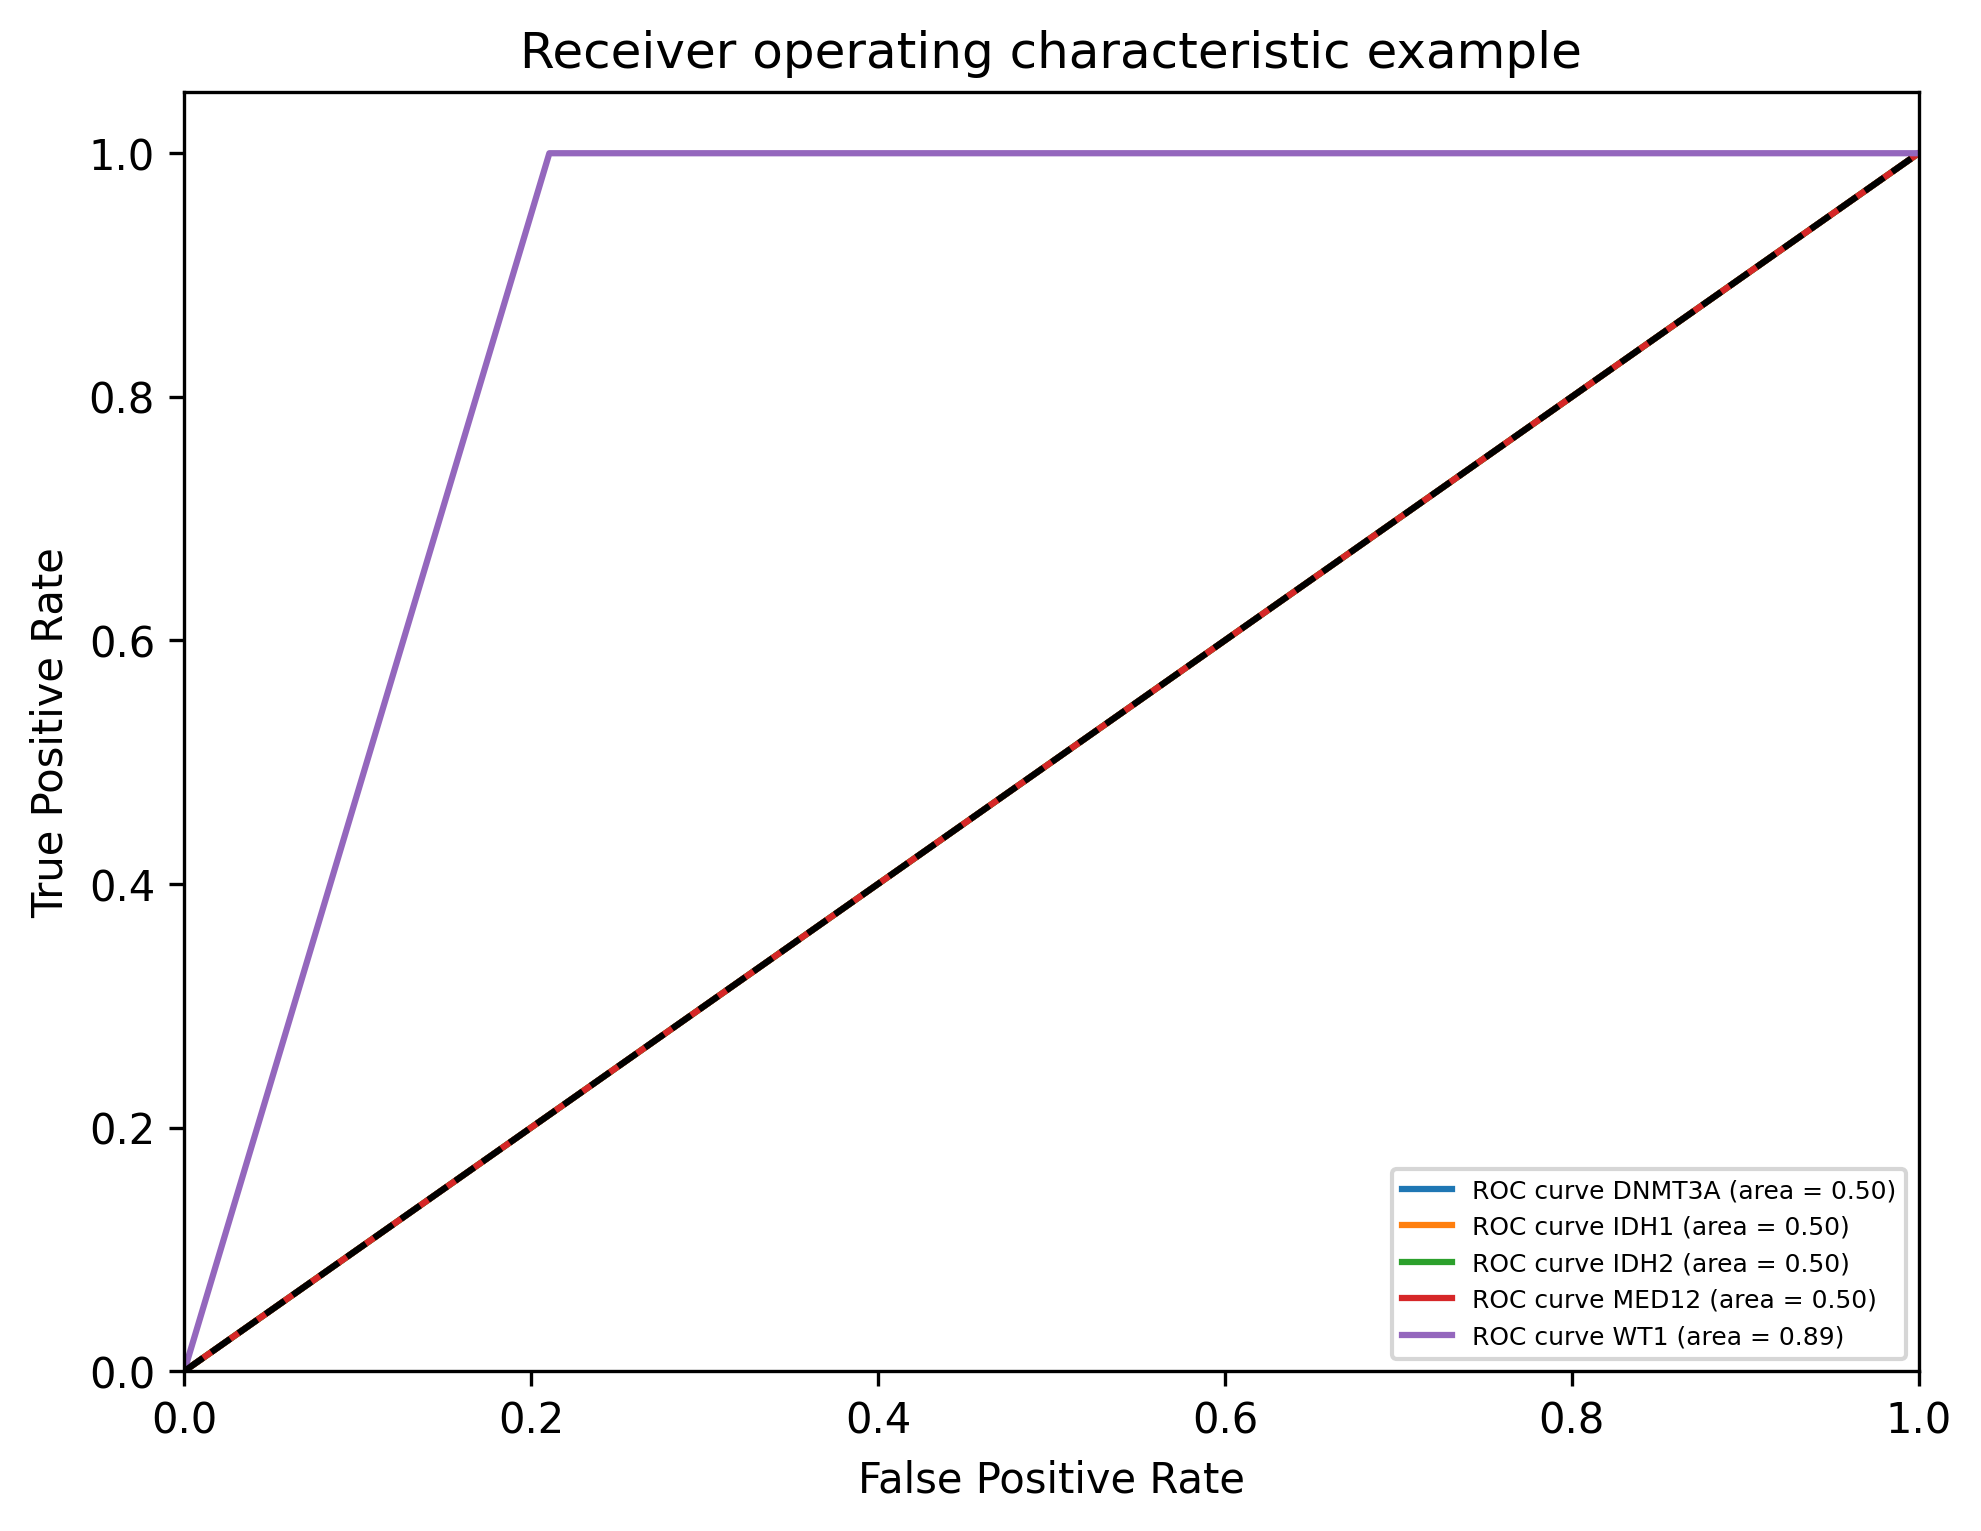 Receiver operating characteristic example
True Positive Rate
1.0
0.8
0.6
0.4
0.2
0.0
0.0 0.2 0.4 0.6 0.8 1.0
False Positive Rate
ROC curve DNMT3A (area = 0.50)
ROC curve IDH1 (area = 0.50)
ROC curve IDH2 (area = 0.50)
ROC curve MED12 (area = 0.50)
ROC curve WT1 (area = 0.89)